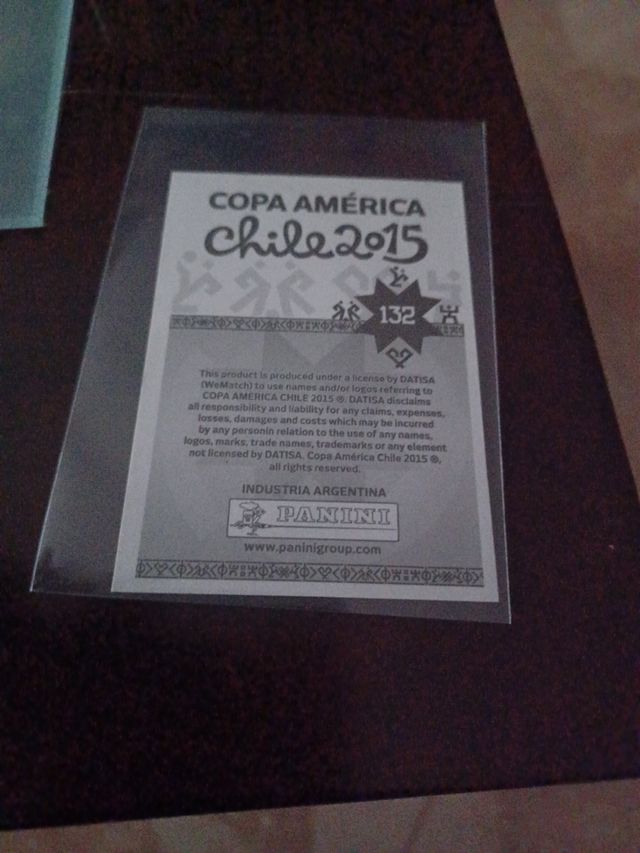 COPA AMÉRICA
chile2015
132
This product is produced under a license by DATISA
(WeMatch) to use names and/or logos referring to
COPA AMERICA CHILE 2015 ®. DATISA disclaims
all responsibility and liability for any claims, expenses,
losses, damages and costs which may be incurred
by any personin relation to the use of any names,
logos, marks, trade names, trademarks or any element
not licensed by DATISA. Copa América Chile 2015 ®,
all rights reserved.
INDUSTRIA ARGENTINA
PANINI
www.paninigroup.com